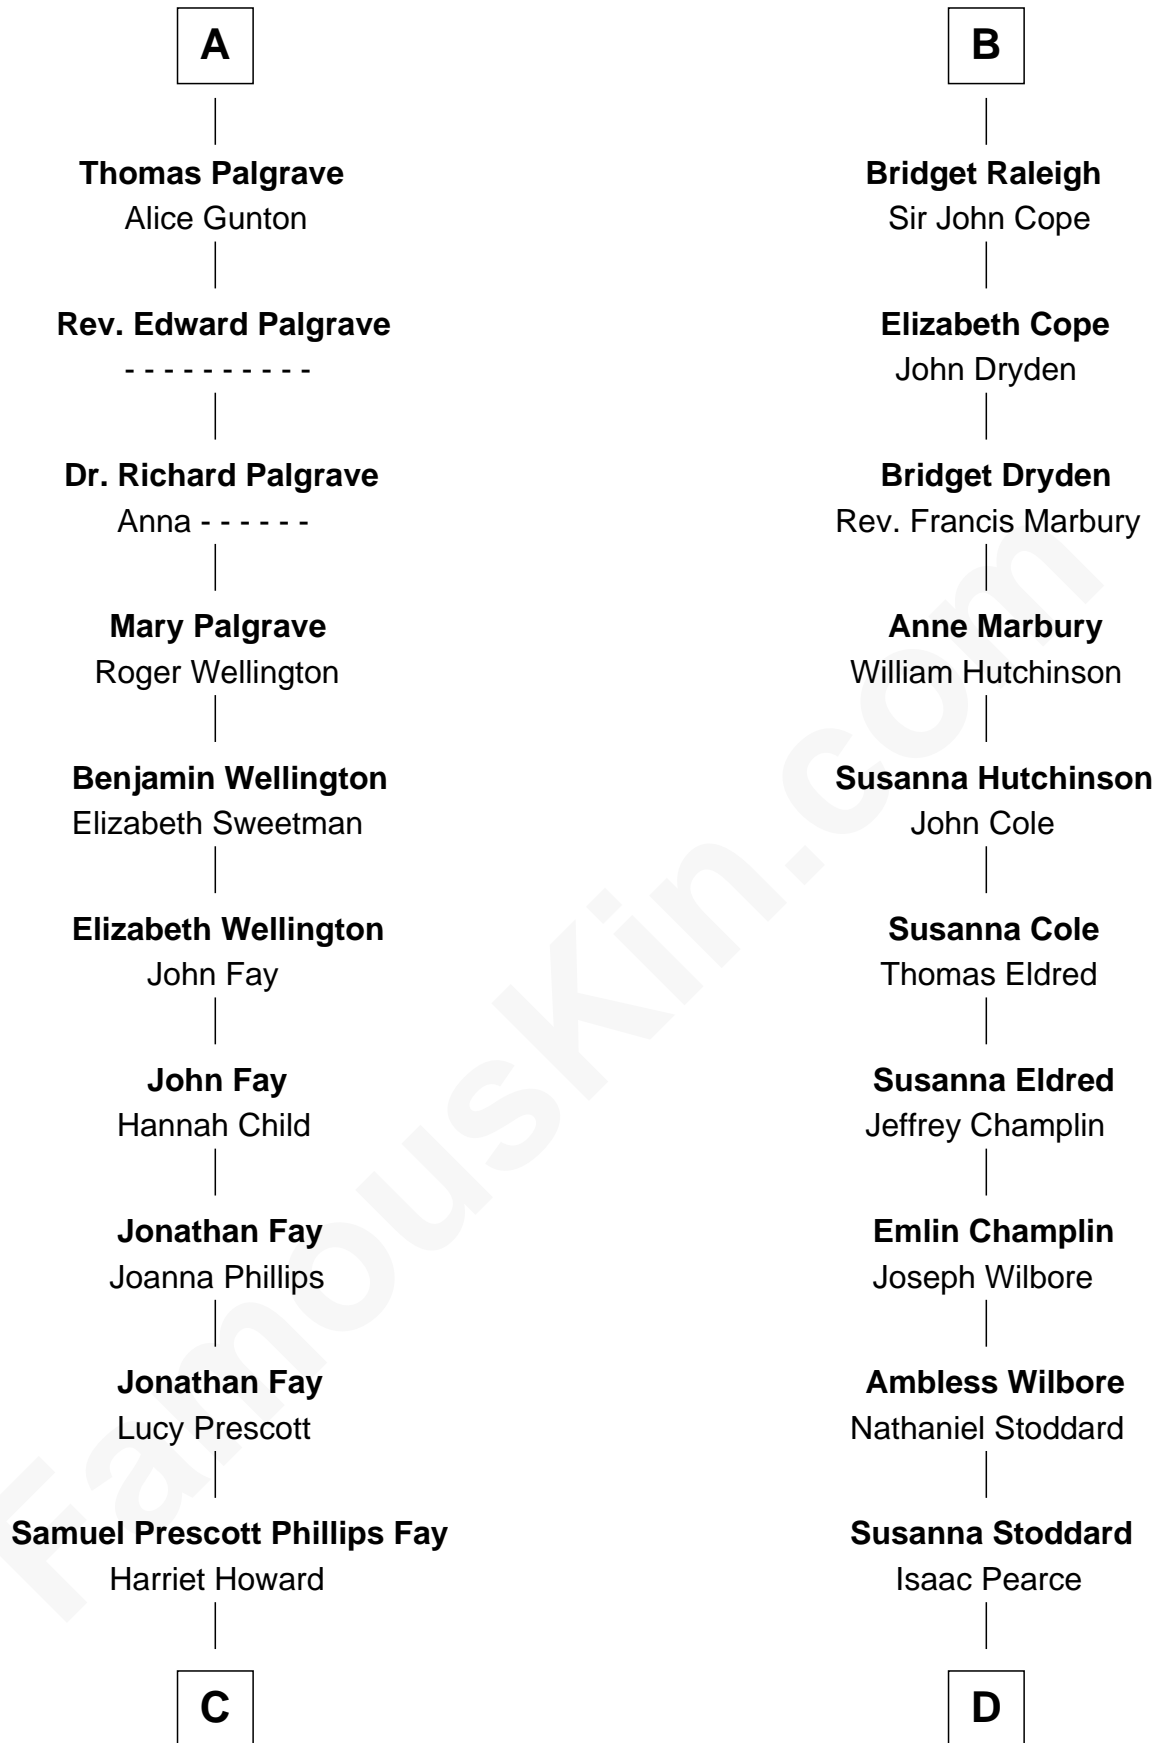 A
Thomas Palgrave
Alice Gunton
Rev. Edward Palgrave
- - - - - - - - - -
Dr. Richard Palgrave
Anna - - - - - -
Mary Palgrave
Roger Wellington
Benjamin Wellington
Elizabeth Sweetman
Elizabeth Wellington
John Fay
John Fay
Hannah Child
Jonathan Fay
Joanna Phillips
Jonathan Fay
Lucy Prescott
Samuel Prescott Phillips Fay
Harriet Howard
C
B
Bridget Raleigh
Sir John Cope
Elizabeth Cope
John Dryden
Bridget Dryden
Rev. Francis Marbury
Anne Marbury
William Hutchinson
Susanna Hutchinson
John Cole
Susanna Cole
Thomas Eldred
Susanna Eldred
Jeffrey Champlin
Emlin Champlin
Joseph Wilbore
Ambless Wilbore
Nathaniel Stoddard
Susanna Stoddard
Isaac Pearce
D
FamousKin.com